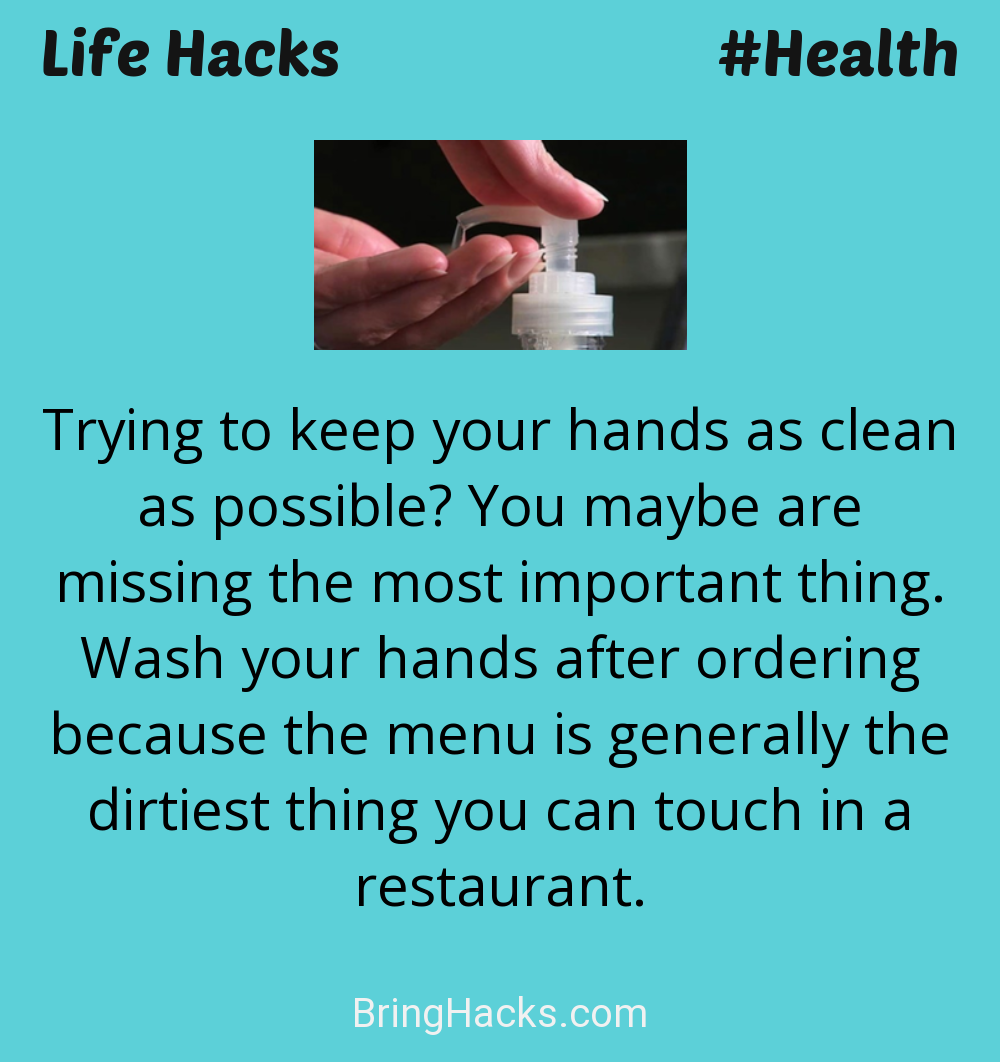 Life Hacks
#Health
Trying to keep your hands as clean
as possible? You maybe are
missing the most important thing.
Wash your hands after ordering
because the menu is generally the
dirtiest thing you can touch in a
restaurant.
BringHacks.com